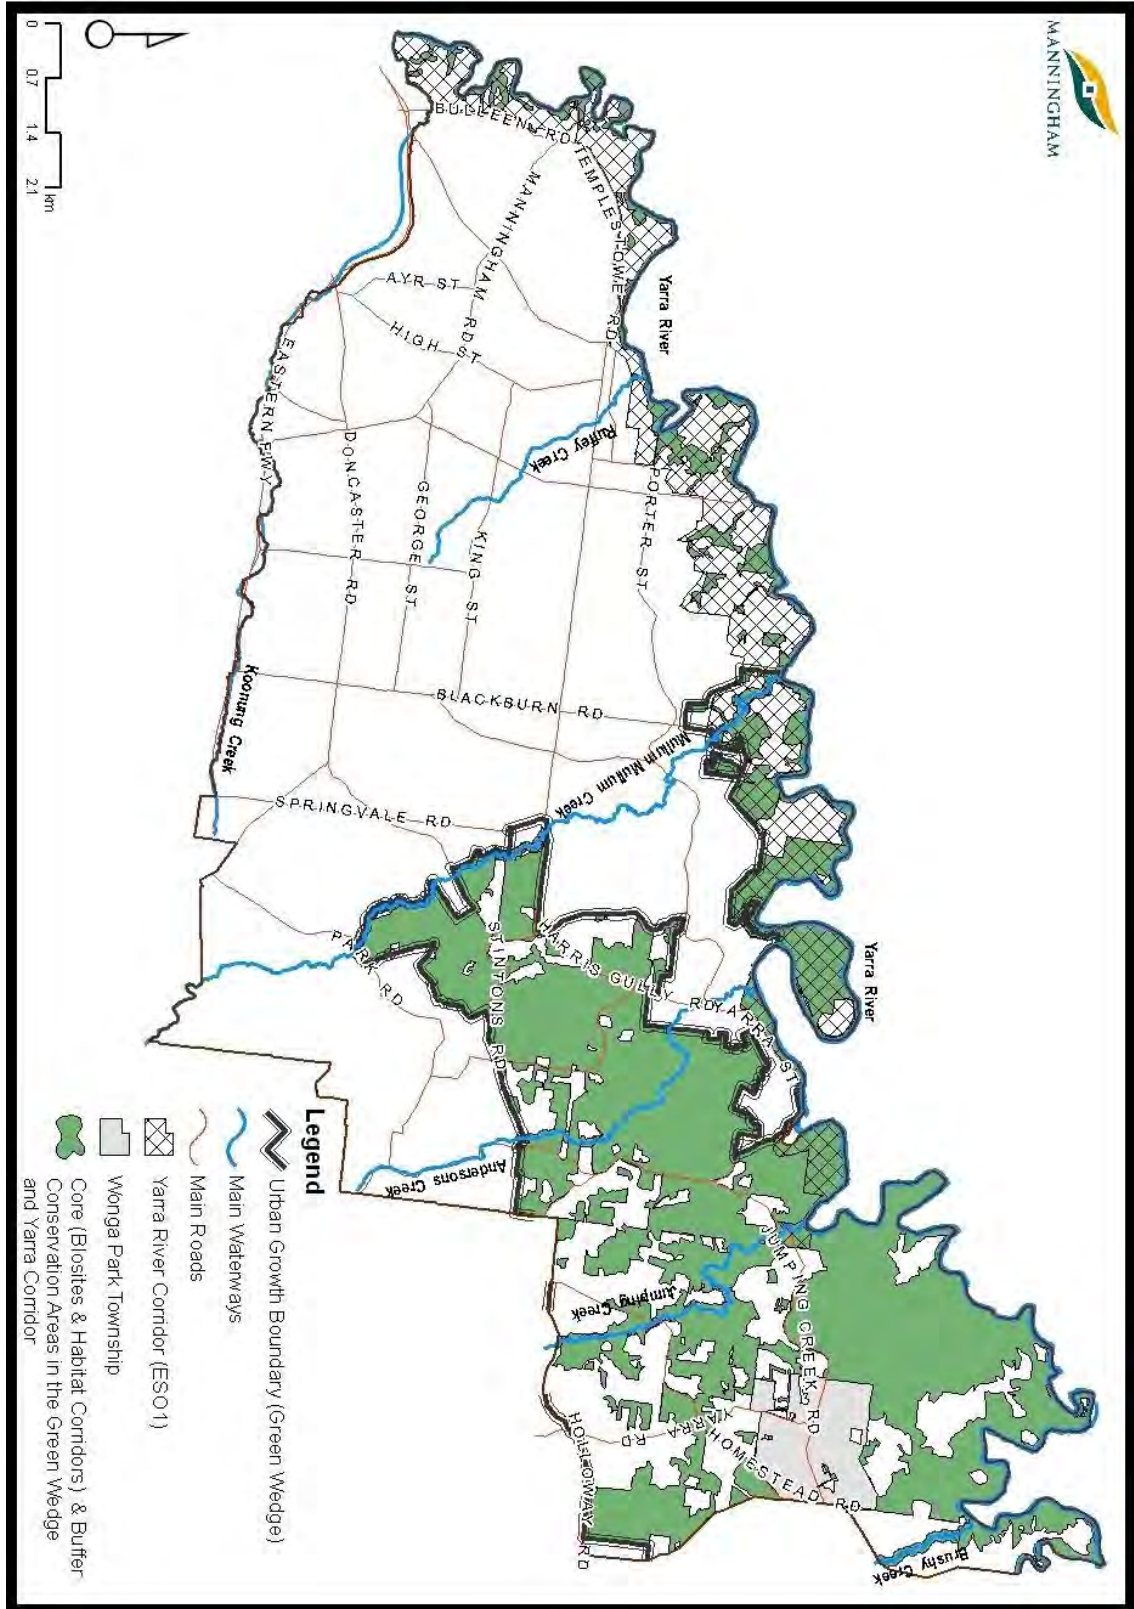 MANNINGHAM
Yarra River
Yarra River
BULLEEN RD
TEMPLESTOWE RD
MANNINGHAM RD
AYR ST
HIGH ST
EASTERN FWY
DONCASTER RD
GEORGE ST
KING ST
PORTER ST
Ruffey Creek
BLACKBURN RD
Koonung Creek
SPRINGVALE RD
Mullum Mullum Creek
STINTONS RD
PARK RD
HARRIS GULLY RD
YARRA ST
Andersons Creek
JUMPING CREEK RD
Jumping Creek
YARRA RD
HOMESTEAD RD
HOLLOWAY RD
Brushy Creek
0 0.7 1.4 2.1
km
Legend
Urban Growth Boundary (Green Wedge)
Main Waterways
Main Roads
Yarra River Corridor (ESO1)
Wonga Park Township
Core (Biosites & Habitat Corridors) & Buffer
Conservation Areas in the Green Wedge
and Yarra Corridor